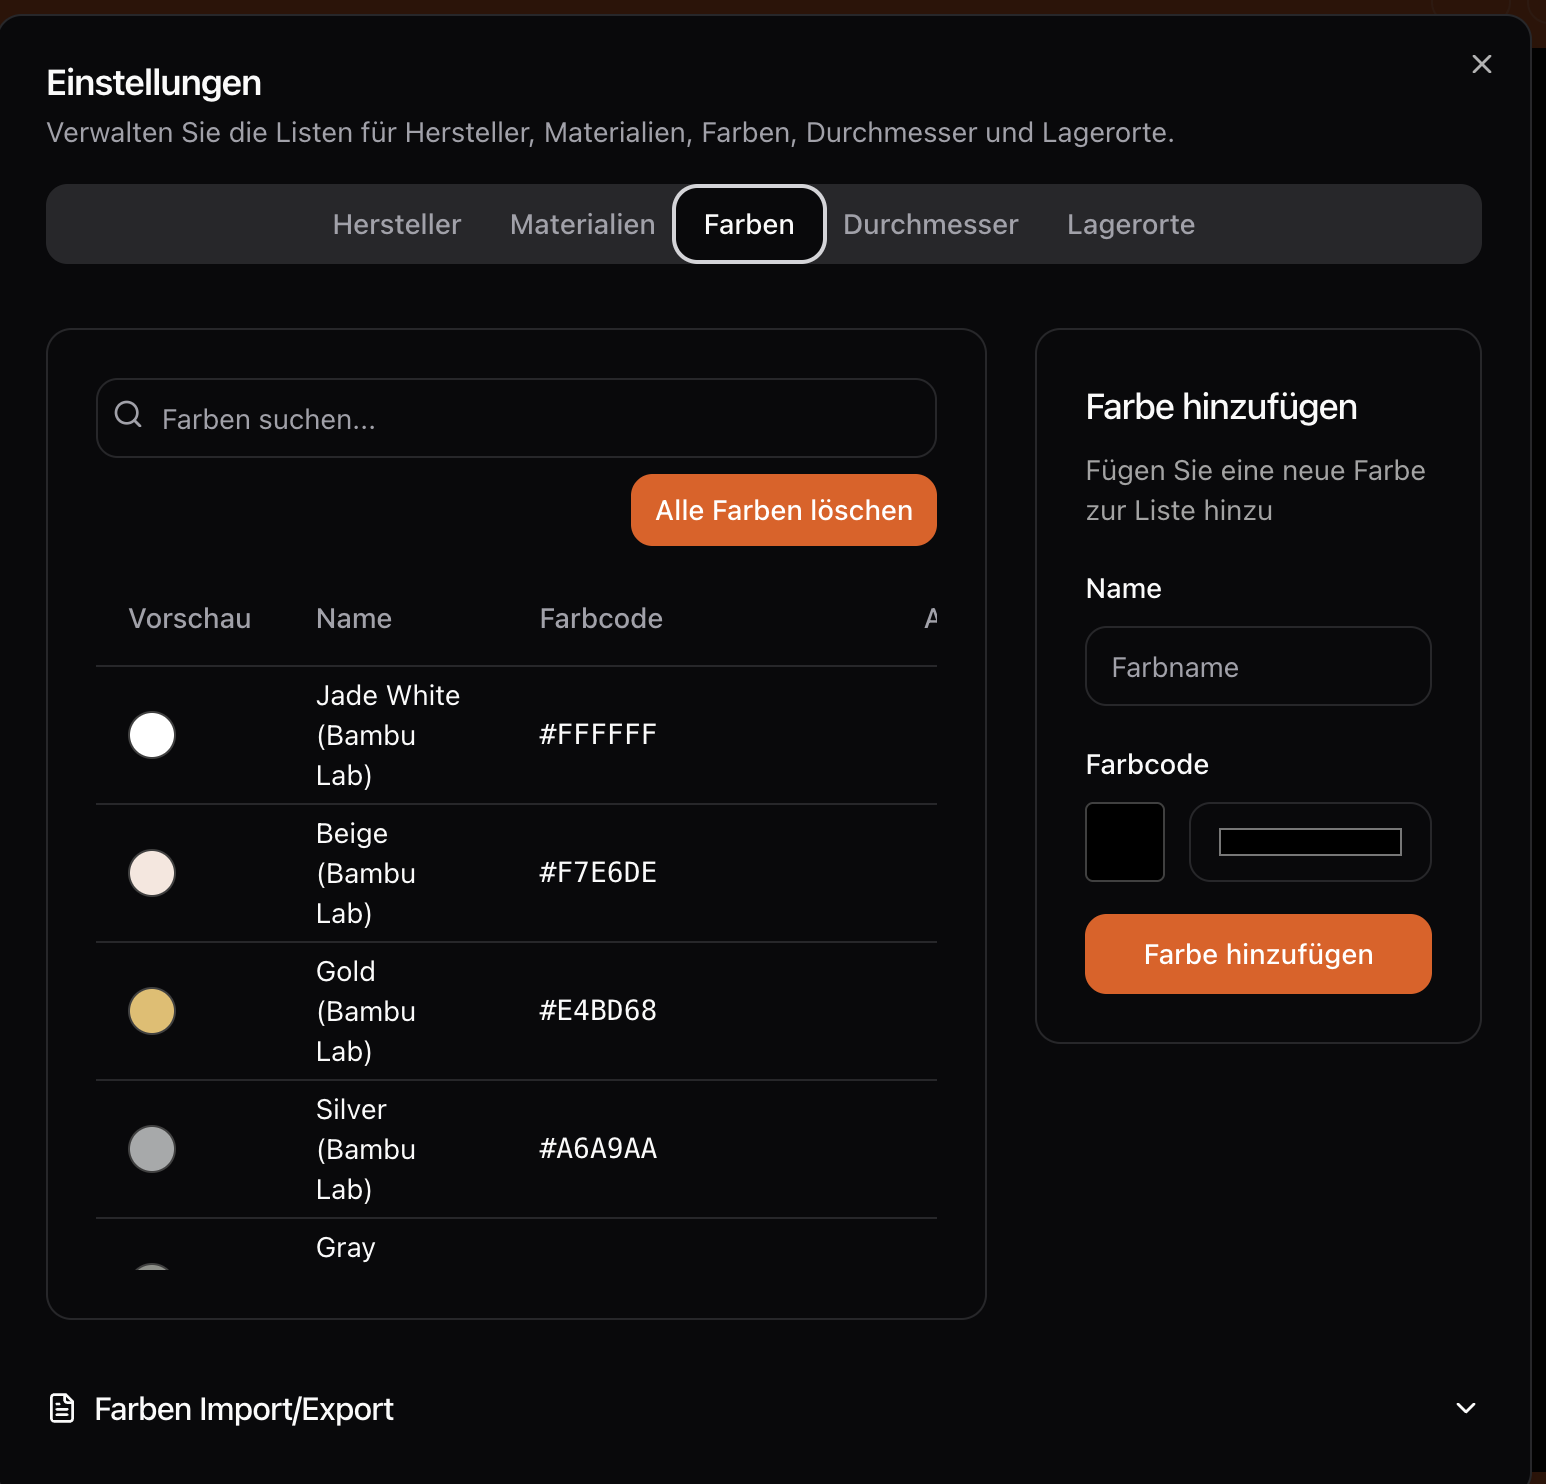 Einstellungen
Verwalten Sie die Listen für Hersteller, Materialien, Farben, Durchmesser und Lagerorte.
Hersteller Materialien Farben Durchmesser Lagerorte
Farben suchen...
Alle Farben löschen
Vorschau Name Farbcode
Jade White
(Bambu
Lab)
#FFFFFF
Beige
(Bambu
Lab)
#F7E6DE
Gold
(Bambu
Lab)
#E4BD68
Silver
(Bambu
Lab)
#A6A9AA
Gray
Farbe hinzufügen
Fügen Sie eine neue Farbe
zur Liste hinzu
Name
Farbname
Farbcode
Farbe hinzufügen
Farben Import/Export